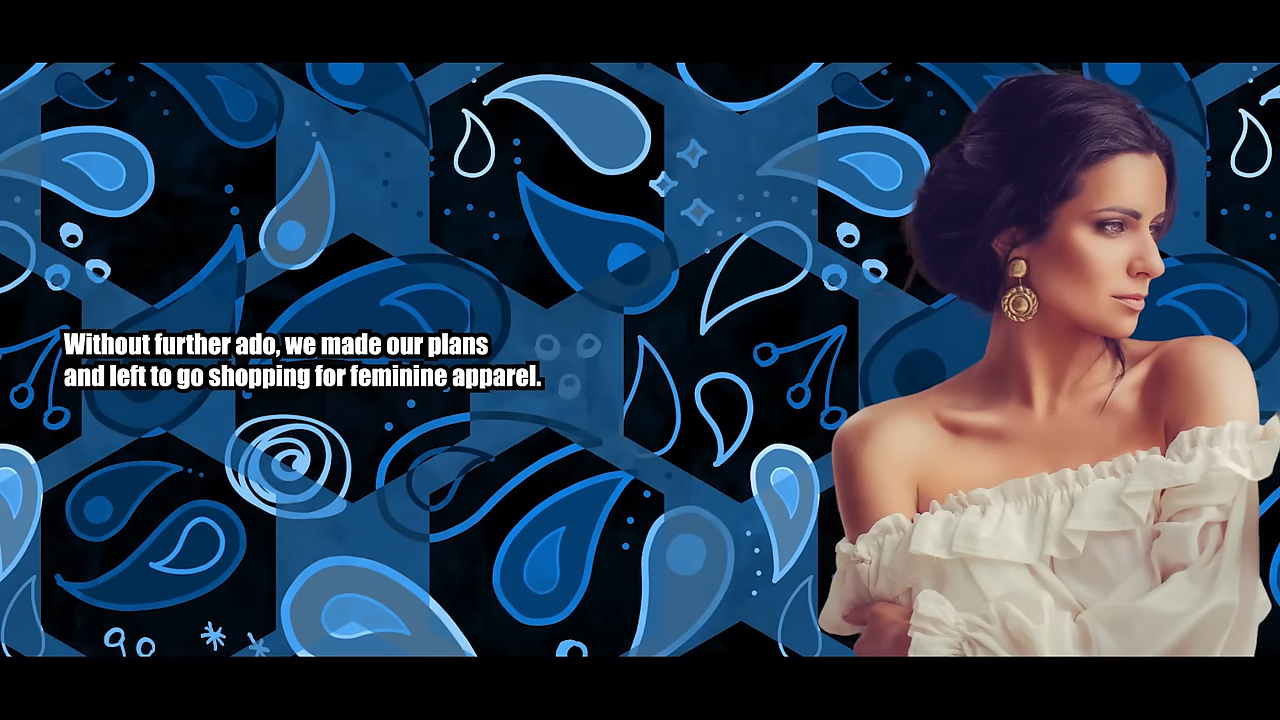 Without further ado, we made our plans
and left to go shopping for feminine apparel.